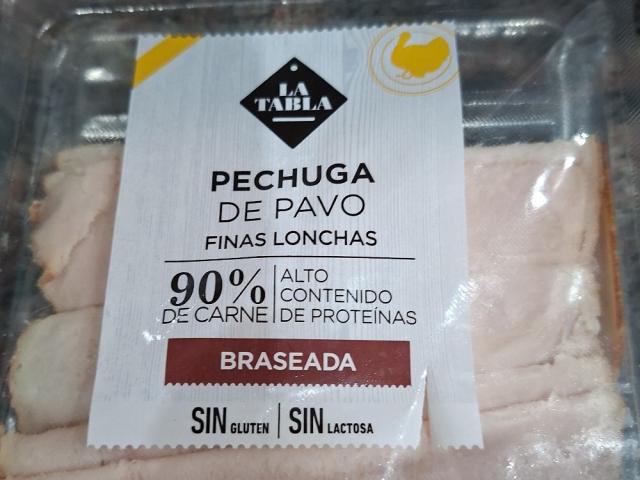 LA
TABLA
PECHUGA
DE PAVO
FINAS LONCHAS
90%
DE CARNE
ALTO
CONTENIDO
DE PROTEÍNAS
BRASEADA
SIN GLUTEN | SIN LACTOSA